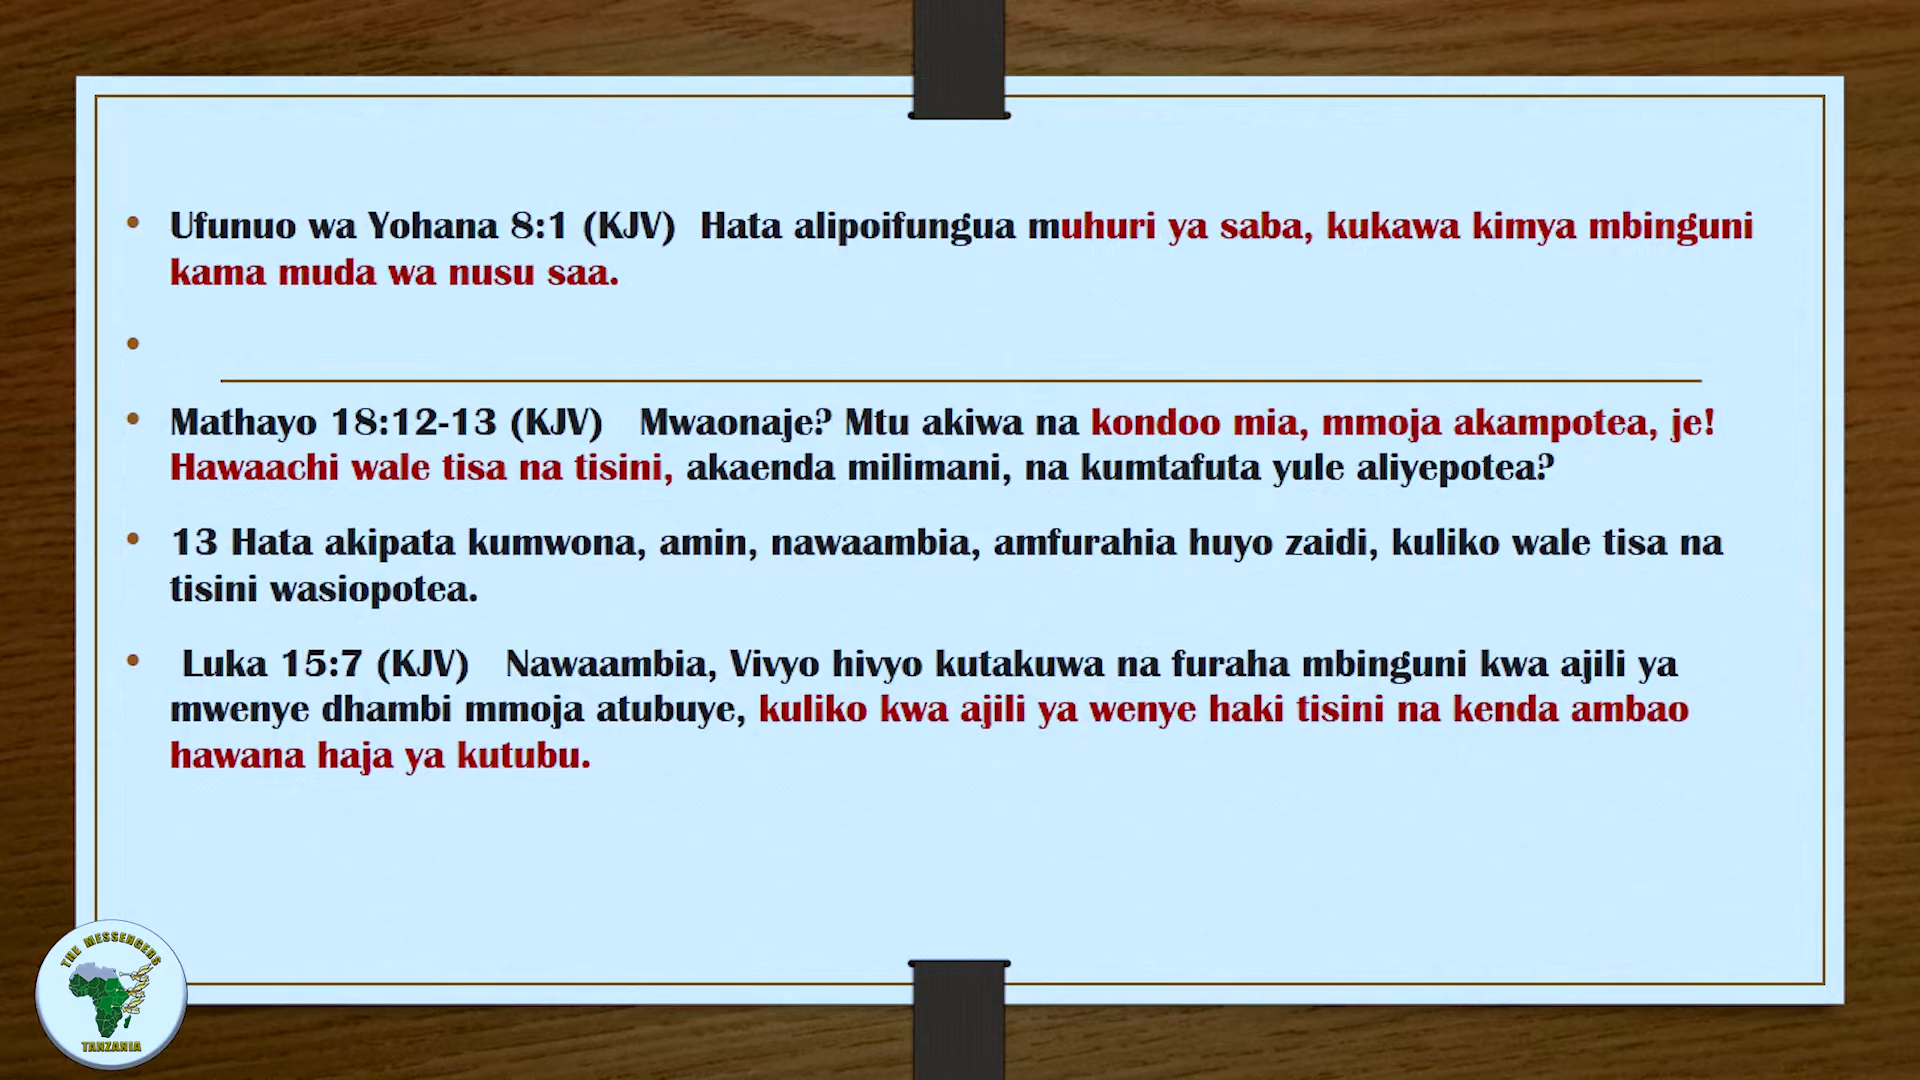 • Ufunuo wa Yohana 8:1 (KJV) Hata alipoifungua muhuri ya saba, kukawa kimya mbinguni
kama muda wa nusu saa.
•
• Mathayo 18:12-13 (KJV) Mwaonaje? Mtu akiwa na kondoo mia, mmoja akampotea, je!
Hawaachi wale tisa na tisini, akaenda milimani, na kumtafuta yule aliyepotea?
• 13 Hata akipata kumwona, amin, nawaambia, amfurahia huyo zaidi, kuliko wale tisa na
tisini wasiopotea.
• Luka 15:7 (KJV) Nawaambia, Vivyo hivyo kutakuwa na furaha mbinguni kwa ajili ya
mwenye dhambi mmoja atubuye, kuliko kwa ajili ya wenye haki tisini na kenda ambao
hawana haja ya kutubu.
THE MESSENGERS
TANZANIA